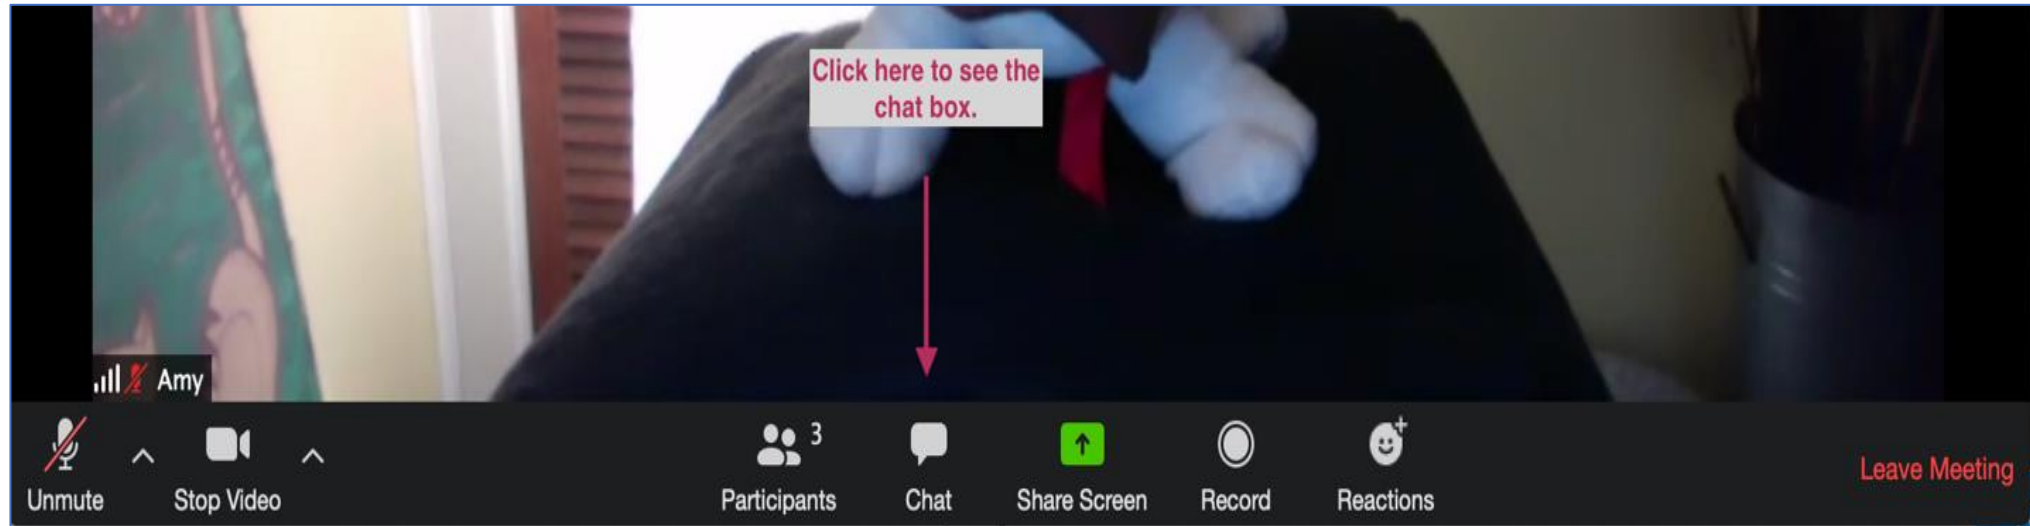 Click here to see the
chat box.
Amy
3
Unmute
Stop Video
Participants
Chat
Share Screen
Record
Reactions
Leave Meeting